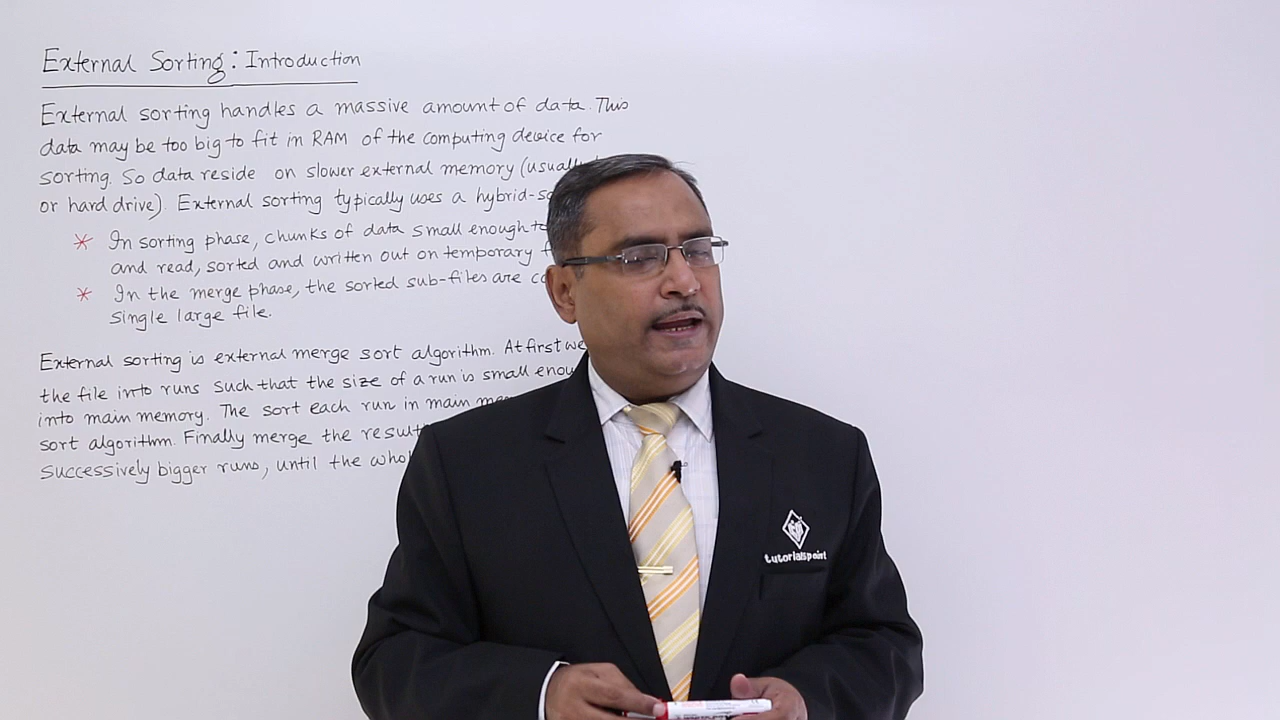 External Sorting: Introduction
External sorting handles a massive amount of data. This
data may be too big to fit in RAM of the computing device for
sorting. So data reside on slower external memory (usually
or hard drive) External sorting typically uses a hybrid-
* In sorting phase, chunks of data small enough to
and read, sorted and written out on temporary
* In the merge phase, the sorted sub-files are
single large file.
External sorting is external merge sort algorithm. At first we
the file into runs such that the size of a run is small
into main memory. The sort each run in main
sort algorithm. Finally merge the
successively bigger runs, until the
tutorialspoint